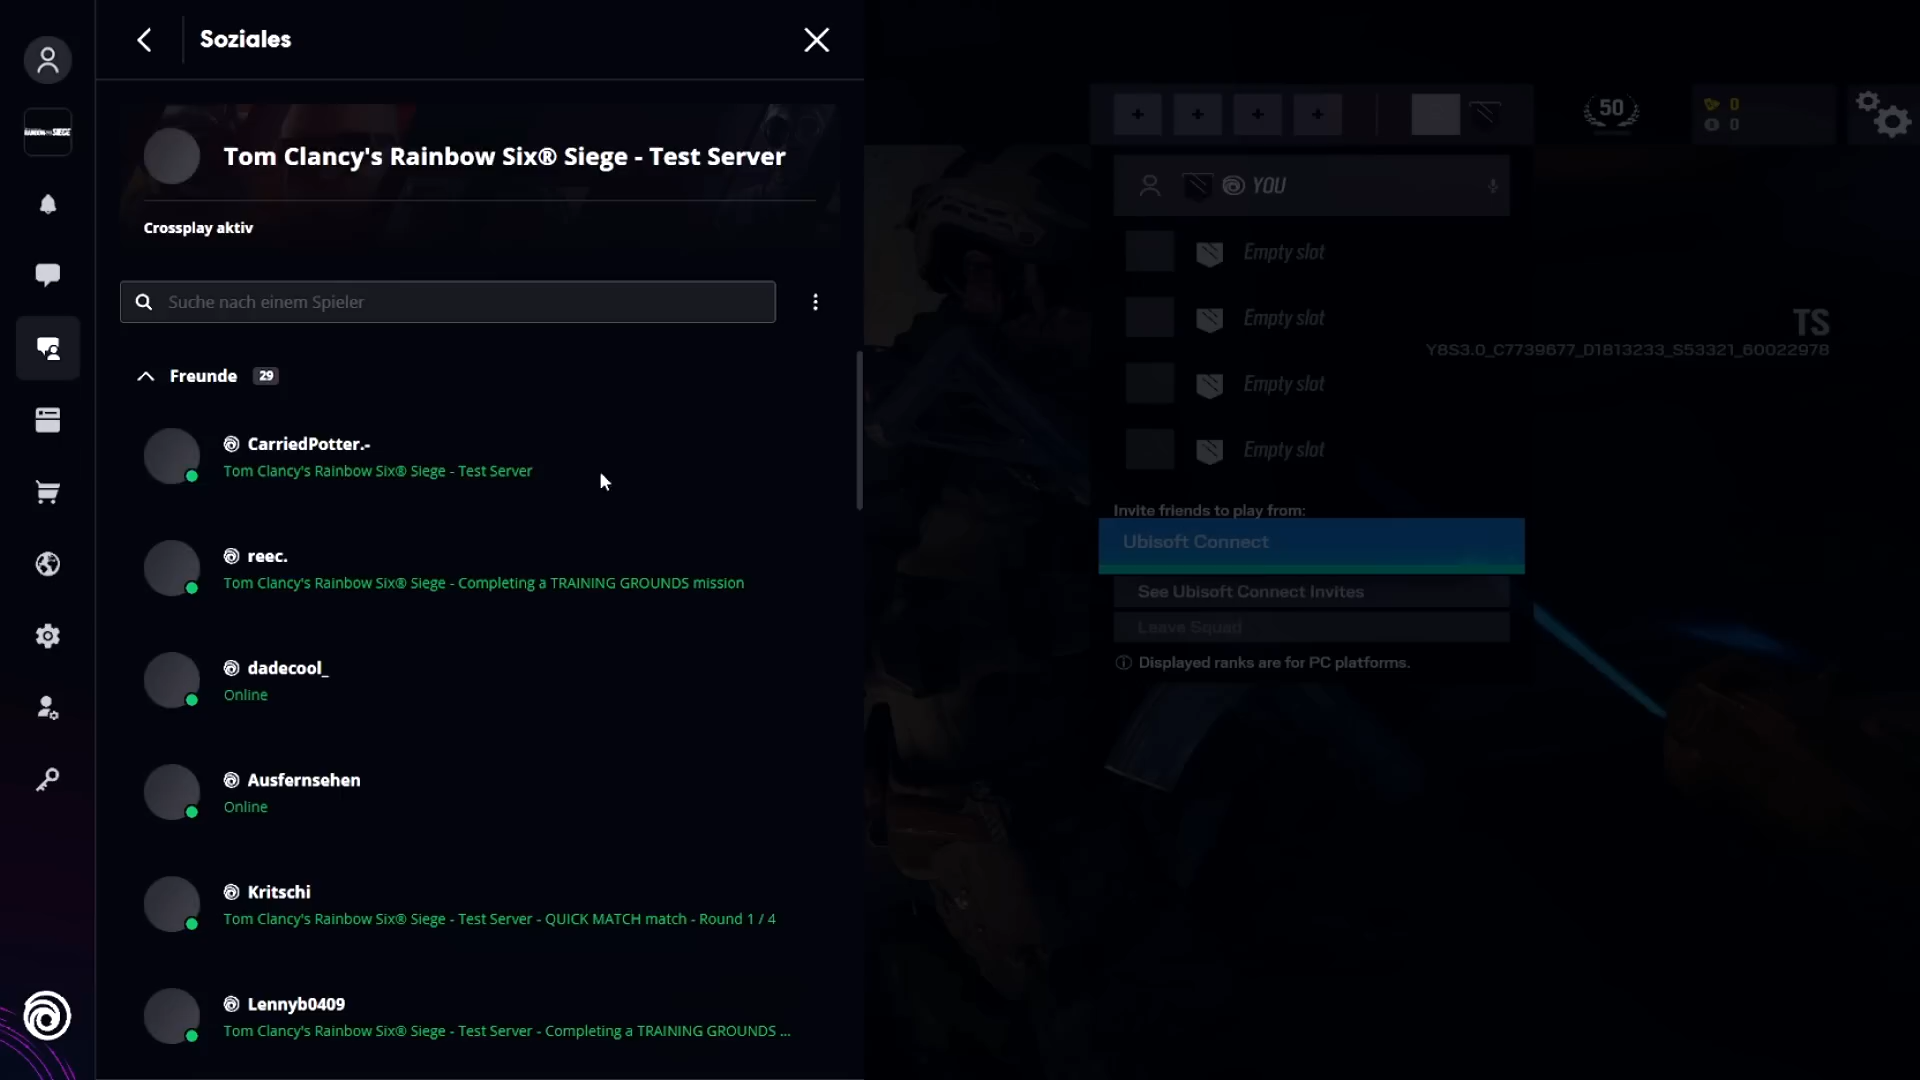 Soziales
Tom Clancy's Rainbow Six® Siege - Test Server
Crossplay aktiv
Suche nach einem Spieler
Freunde 29
CarriedPotter.-
Tom Clancy's Rainbow Six® Siege - Test Server
reec.
Tom Clancy's Rainbow Six® Siege - Completing a TRAINING GROUNDS mission
dadecool_
Online
Ausfernsehen
Online
Kritschi
Tom Clancy's Rainbow Six® Siege - Test Server - QUICK MATCH match - Round 1 / 4
Lennyb0409
Tom Clancy's Rainbow Six® Siege - Test Server - Completing a TRAINING GROUNDS ...
50
0
0
YOU
Empty slot
Empty slot
Empty slot
Empty slot
TS
Y8S3.0_C7739677_D1813233_S53321_60022978
Invite friends to play from:
Ubisoft Connect
See Ubisoft Connect Invites
Leave Squad
Displayed ranks are for PC platforms.